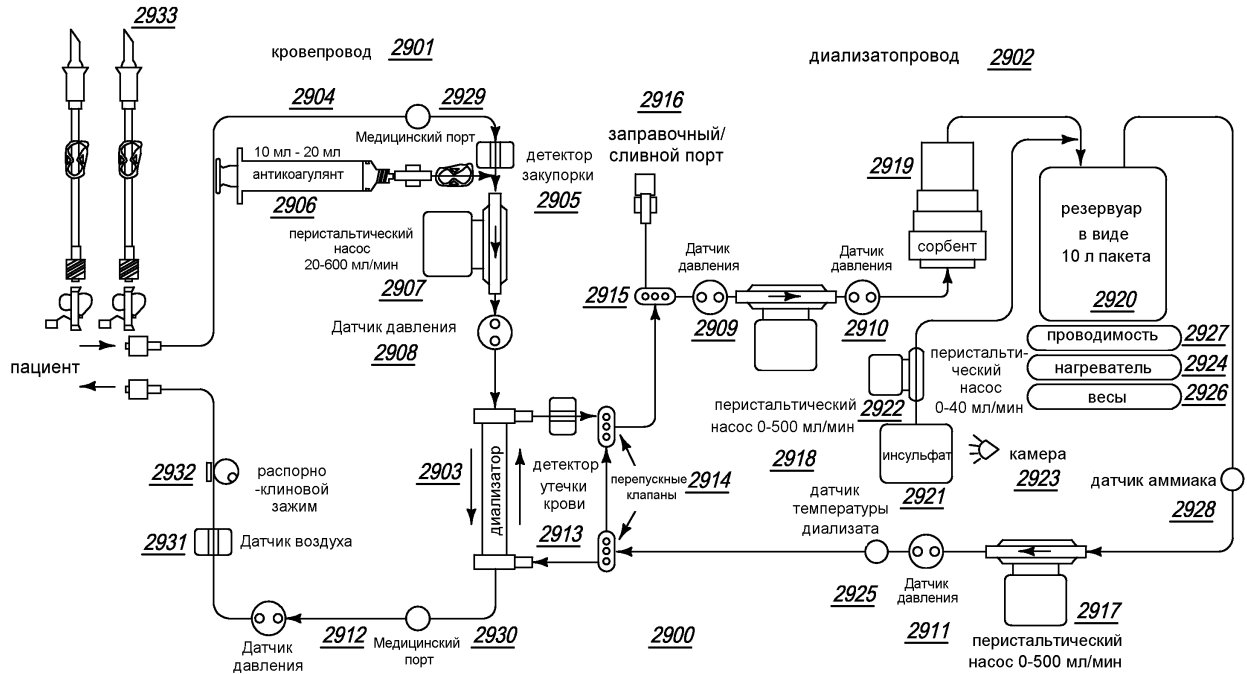 2933
кровепровод 2901
диализатопровод 2902
2904
2929
2916
Медицинский порт
заправочный/
сливной порт
10 мл - 20 мл
антикоагулянт
2906
детектор
закупорки
2905
2919
сорбент
резервуар
в виде
10 л пакета
2920
перистальтический
насос
20-600 мл/мин
2907
Датчик
давления
Датчик
давления
2915
2909
2910
Датчик давления
2908
проводимость
2927
нагреватель
2924
весы
2926
пациент
перистальти-
ческий
насос
0-40 мл/мин
2922
перистальтический
насос 0-500 мл/мин
2918
инсульфат
2921
камера
2923
2932
распорно
-клиновой
зажим
2903
диализатор
детектор
утечки
крови
2913
перепускные
клапаны
2914
датчик
температуры
диализата
датчик аммиака
2928
2931
Датчик воздуха
2925
Датчик
давления
2911
2917
перистальтический
насос 0-500 мл/мин
Датчик
давления
2912
Медицинский
порт
2930
2900